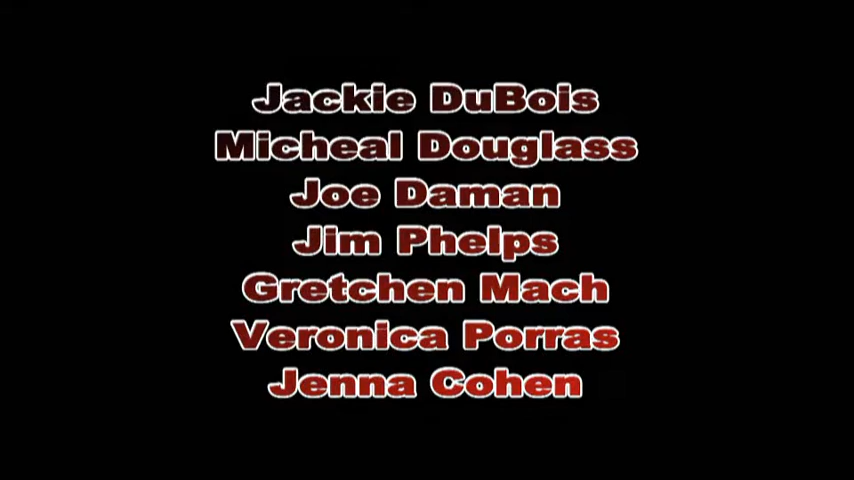 Jackie DuBois
Micheal Douglass
Joe Daman
Jim Phelps
Gretchen Mach
Veronica Porras
Jenna Cohen